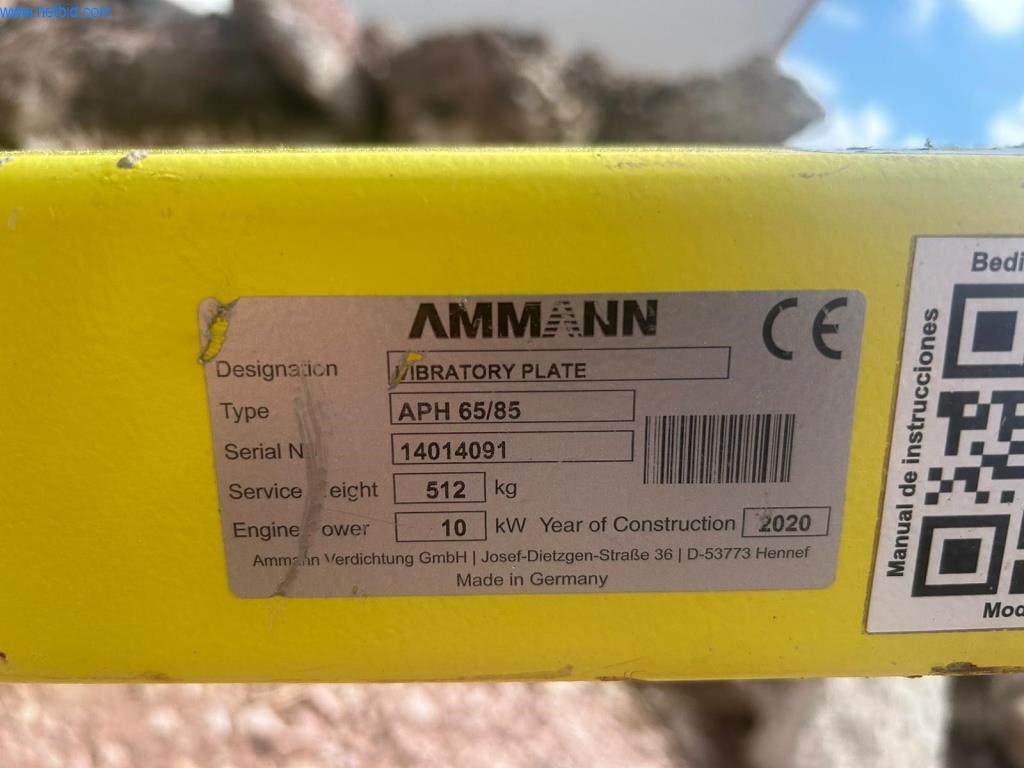 www.netbid.com
AMMANN
CE
Designation VIBRATORY PLATE
Type APH 65/85
Serial N 14014091
Service eight 512 kg
Engine ower 10 kW Year of Construction 2020
Ammann Verdichtung GmbH | Josef-Dietzgen-Straße 36 | D-53773 Hennef
Made in Germany
Bedi
Manual de instrucciones
Mod